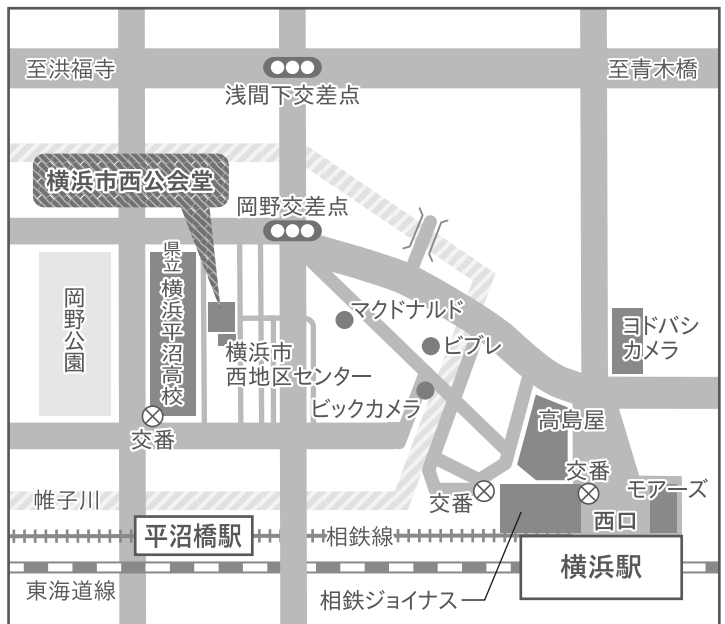 至洪福寺
至青木橋
浅間下交差点
横浜市西公会堂
岡野交差点
県立横浜平沼高校
岡野公園
マクドナルド
ビブレ
ヨドバシ
カメラ
横浜市
西地区センター
ビックカメラ
高島屋
交番
交番
交番
モアーズ
帷子川
西口
平沼橋駅
相鉄線
横浜駅
東海道線
相鉄ジョイナス